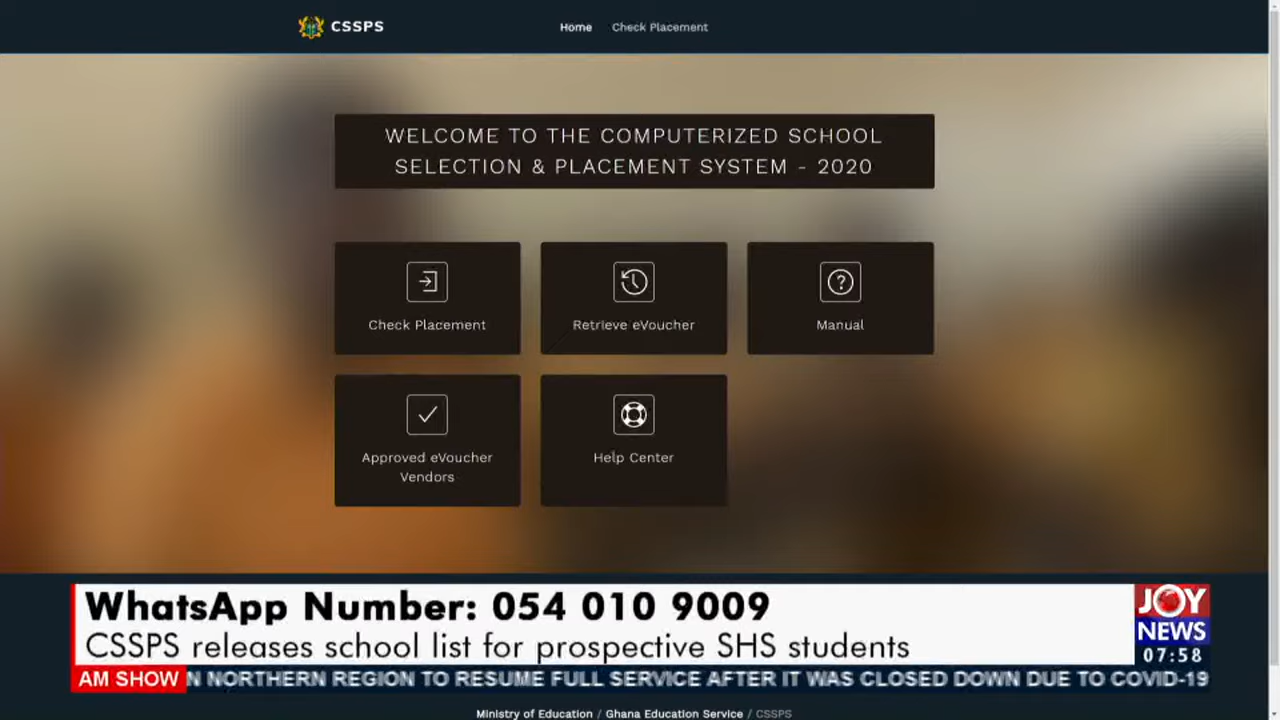 CSSPS
Home
Check Placement
WELCOME TO THE COMPUTERIZED SCHOOL
SELECTION & PLACEMENT SYSTEM - 2020
Check Placement
Retrieve eVoucher
Manual
Approved eVoucher
Vendors
Help Center
WhatsApp Number: 054 010 9009
CSSPS releases school list for prospective SHS students
JOY
NEWS
07:58
AM SHOW
N NORTHERN REGION TO RESUME FULL SERVICE AFTER IT WAS CLOSED DOWN DUE TO COVID-19
Ministry of Education / Ghana Education Service / CSSPS